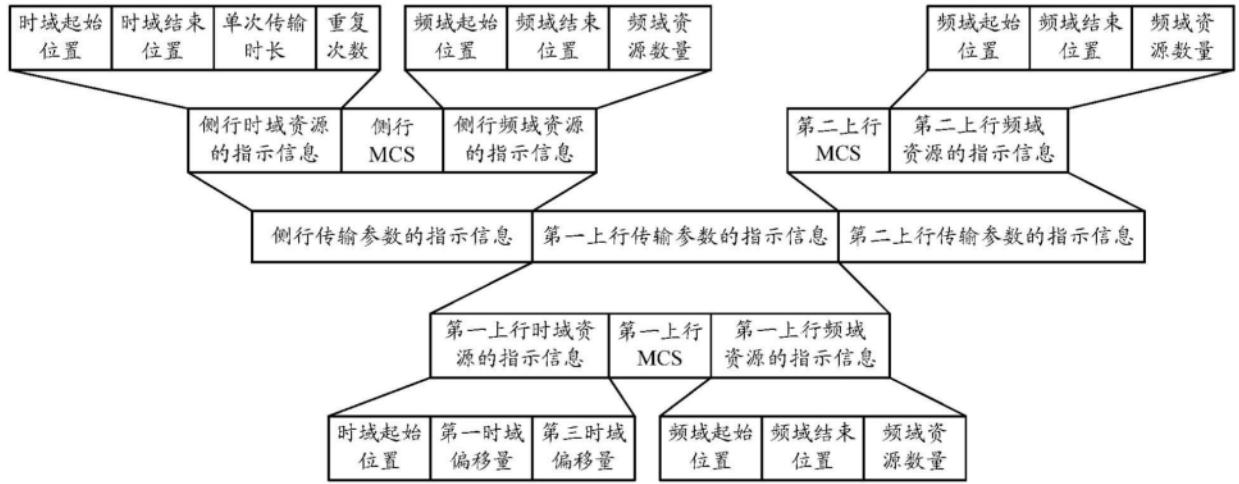 时域起始
位置
时域结束
位置
单次传输
时长
重复
次数
频域起始
位置
频域结束
位置
频域资
源数量
频域起始
位置
频域结束
位置
频域资
源数量
侧行时域资源
的指示信息
侧行
MCS
侧行频域资源
的指示信息
第二上行
MCS
第二上行频域
资源的指示信息
侧行传输参数的指示信息
第一上行传输参数的指示信息
第二上行传输参数的指示信息
第一上行时域资
源的指示信息
第一上行
MCS
第一上行频域
资源的指示信息
时域起始
位置
第一时域
偏移量
第三时域
偏移量
频域起始
位置
频域结束
位置
频域资
源数量